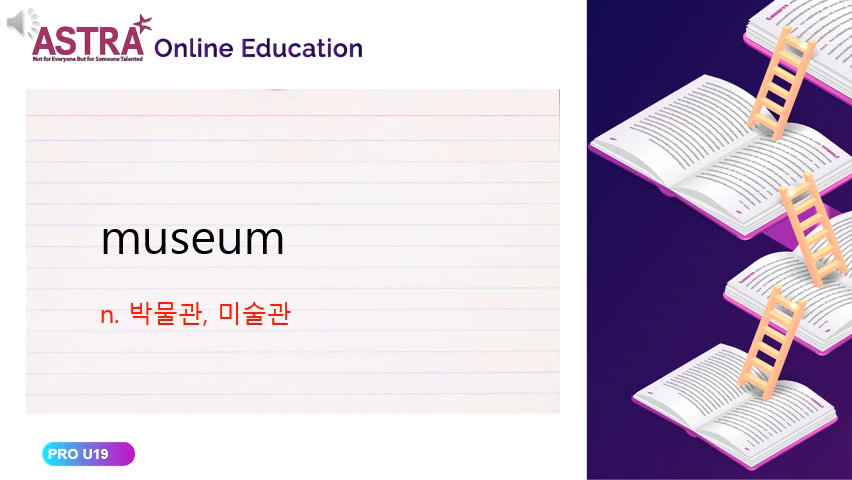 ASTRA Online Education
Not for Everyone But for Someone Talented
museum
n. 박물관, 미술관
PRO U19